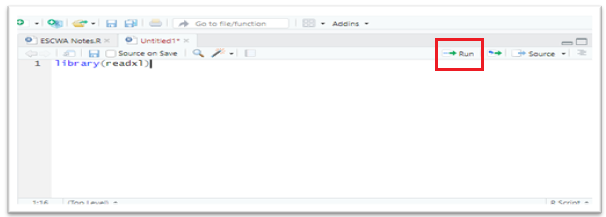 Go to file/function
Addins
ESCWA Notes.R
Untitled1*
Source on Save
Run
Source
1
library(readxl)
1:16
(Top Level)
R Script